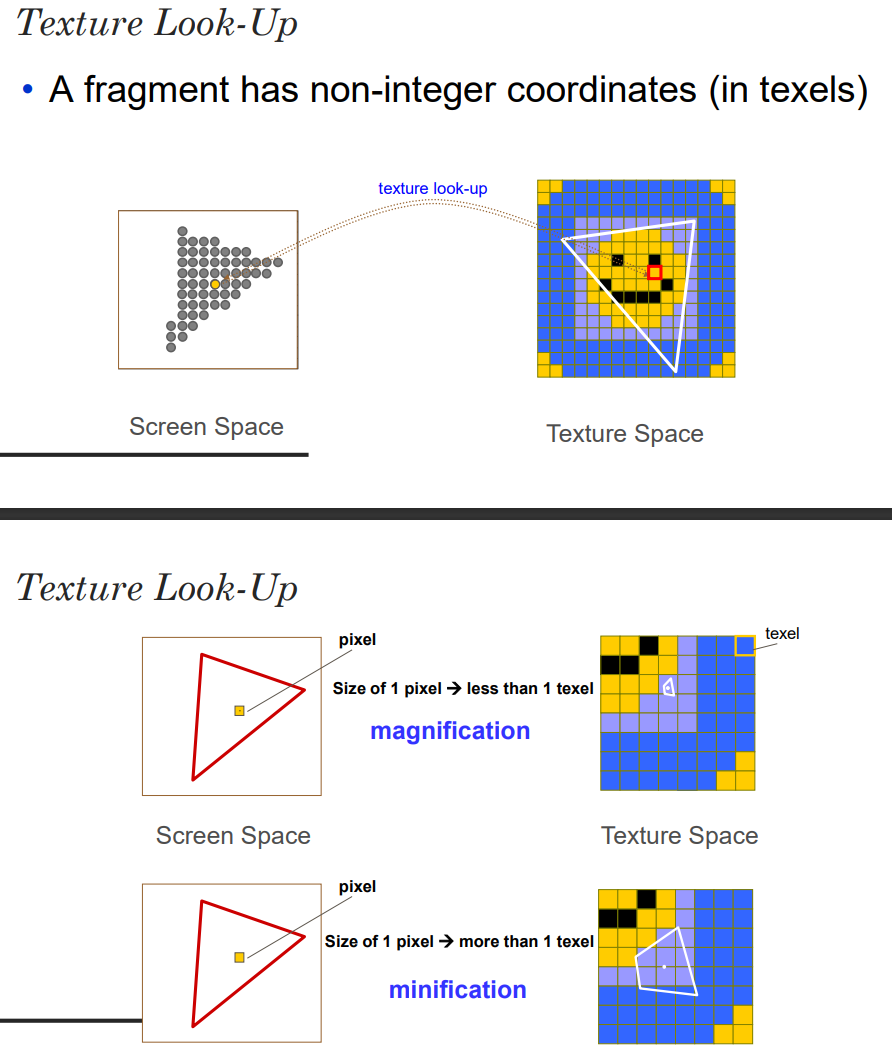 Texture Look-Up
• A fragment has non-integer coordinates (in texels)
texture look-up
Screen Space
Texture Space
Texture Look-Up
pixel
texel
Size of 1 pixel → less than 1 texel
magnification
Screen Space
Texture Space
pixel
Size of 1 pixel → more than 1 texel
minification